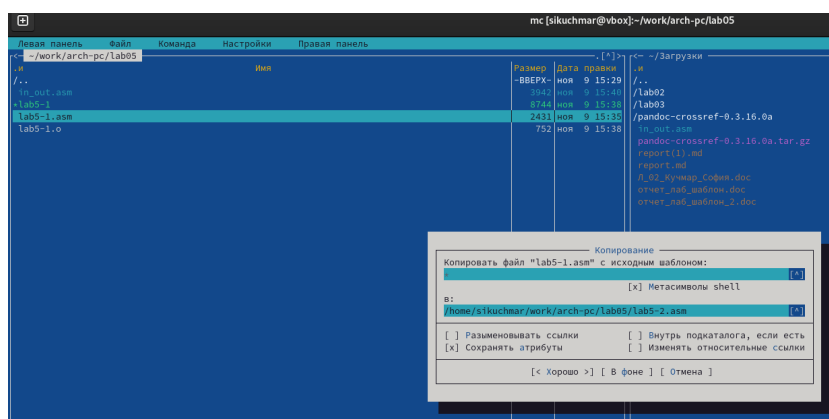 mc [sikuchmar@vbox]:~/work/arch-pc/lab05
Левая панель Файл Команда Настройки Правая панель
<— ~/work/arch-pc/lab05 .[^]>
.и Имя Размер Дата правки
/.. -ВВЕРХ- ноя 9 15:29
in_out.asm 3942 ноя 9 15:40
*lab5-1 8744 ноя 9 15:38
lab5-1.asm 2431 ноя 9 15:35
lab5-1.o 752 ноя 9 15:38
<— ~/Загрузки
.и
/..
/lab02
/lab03
/pandoc-crossref-0.3.16.0a
in_out.asm
pandoc-crossref-0.3.16.0a.tar.gz
report(1).md
report.md
Л_02_Кучмар_София.doc
отчет_лаб_шаблон.doc
отчет_лаб_шаблон_2.doc
Копирование
Копировать файл "lab5-1.asm" с исходным шаблоном:
[^]
[x] Метасимволы shell
в:
/home/sikuchmar/work/arch-pc/lab05/lab5-2.asm [^]
[ ] Разыменовывать ссылки [ ] Внутрь подкаталога, если есть
[x] Сохранять атрибуты [ ] Изменять относительные ссылки
[< Хорошо >] [ В фоне ] [ Отмена ]